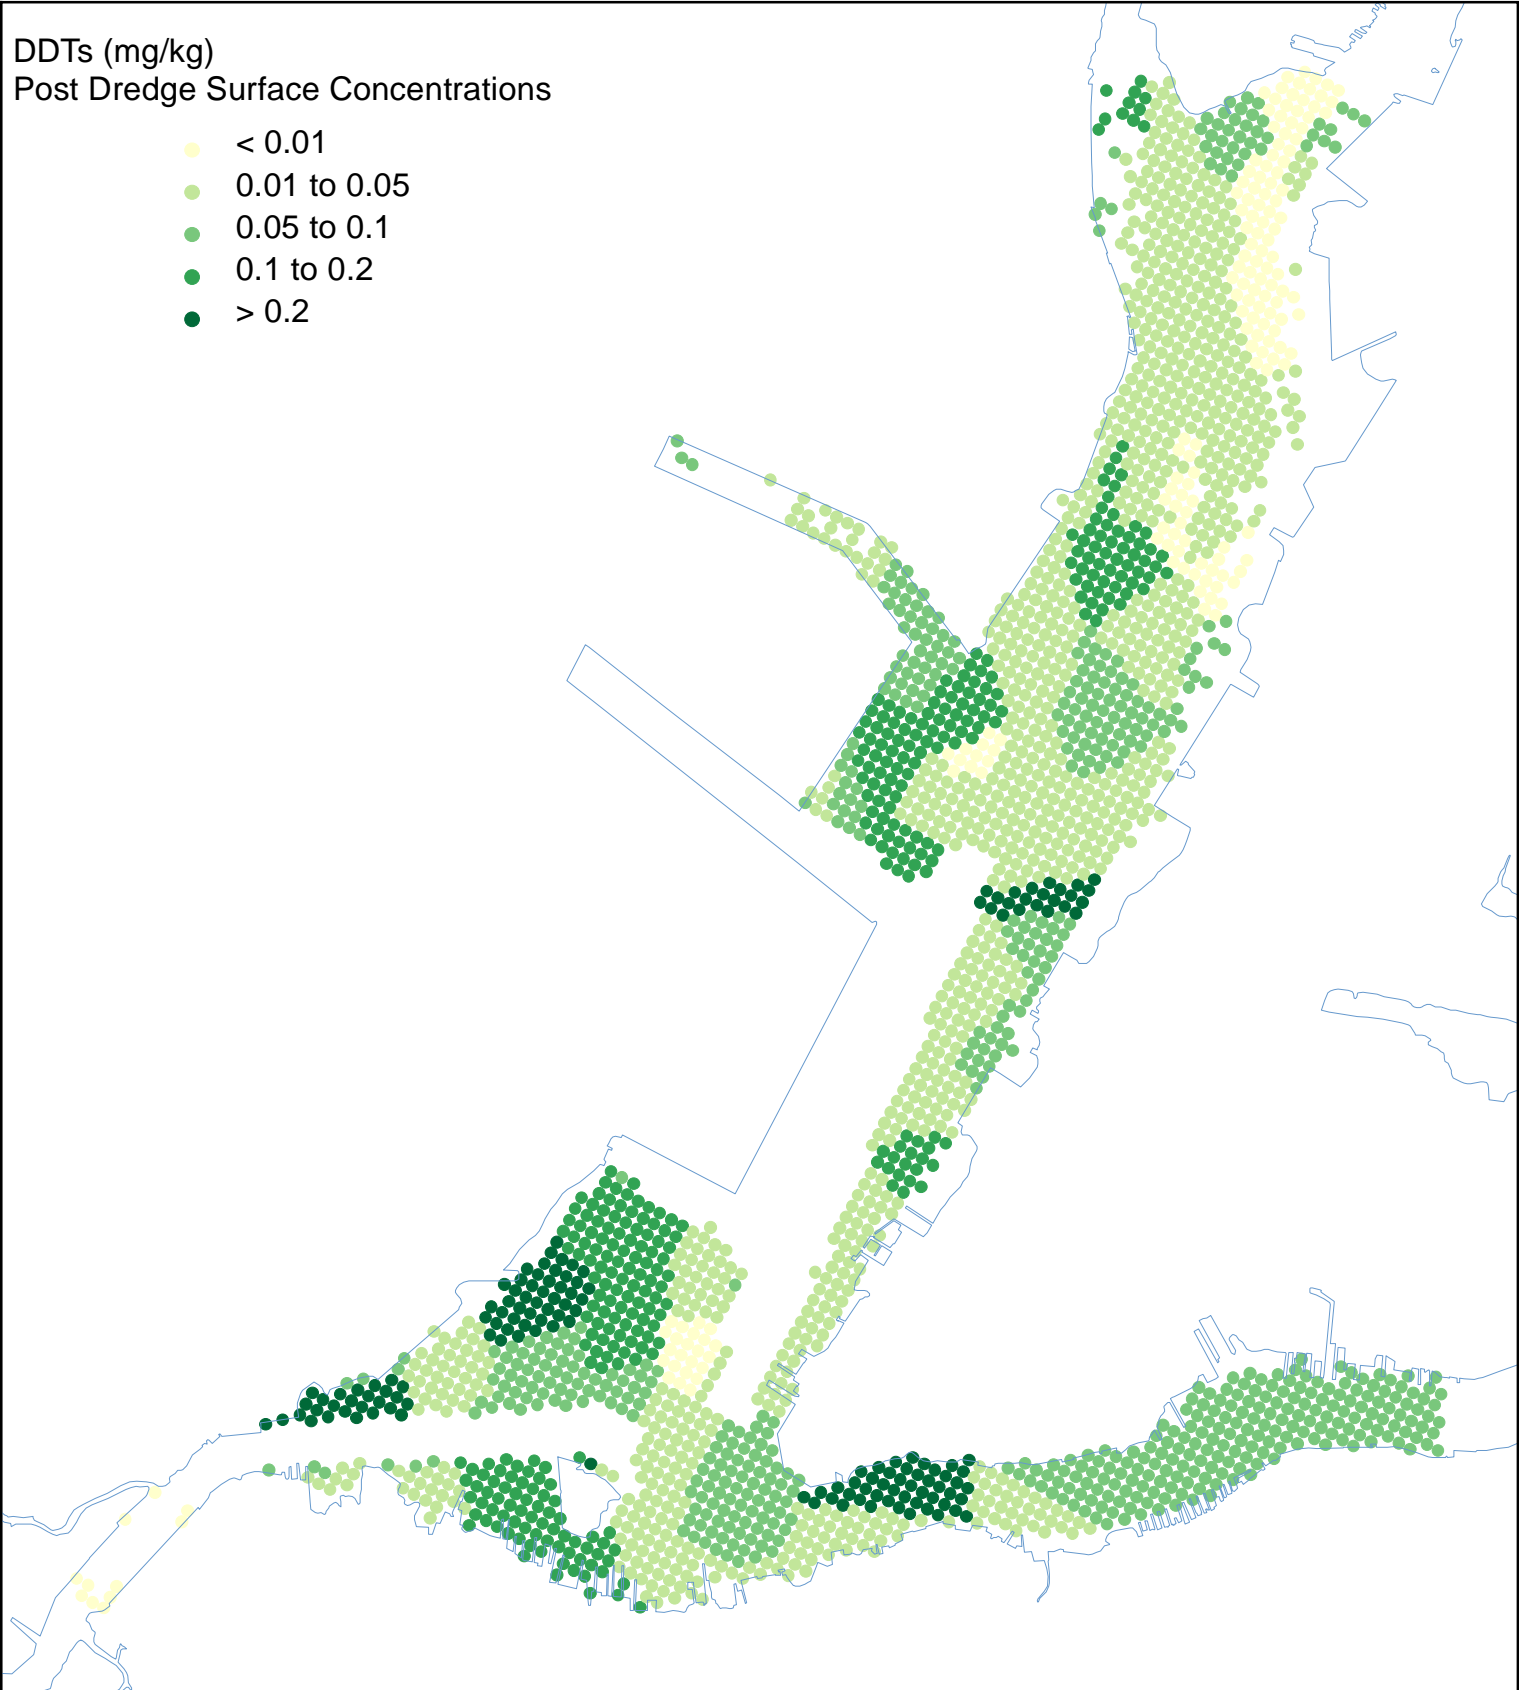 DDTs (mg/kg)
Post Dredge Surface Concentrations
< 0.01
0.01 to 0.05
0.05 to 0.1
0.1 to 0.2
> 0.2